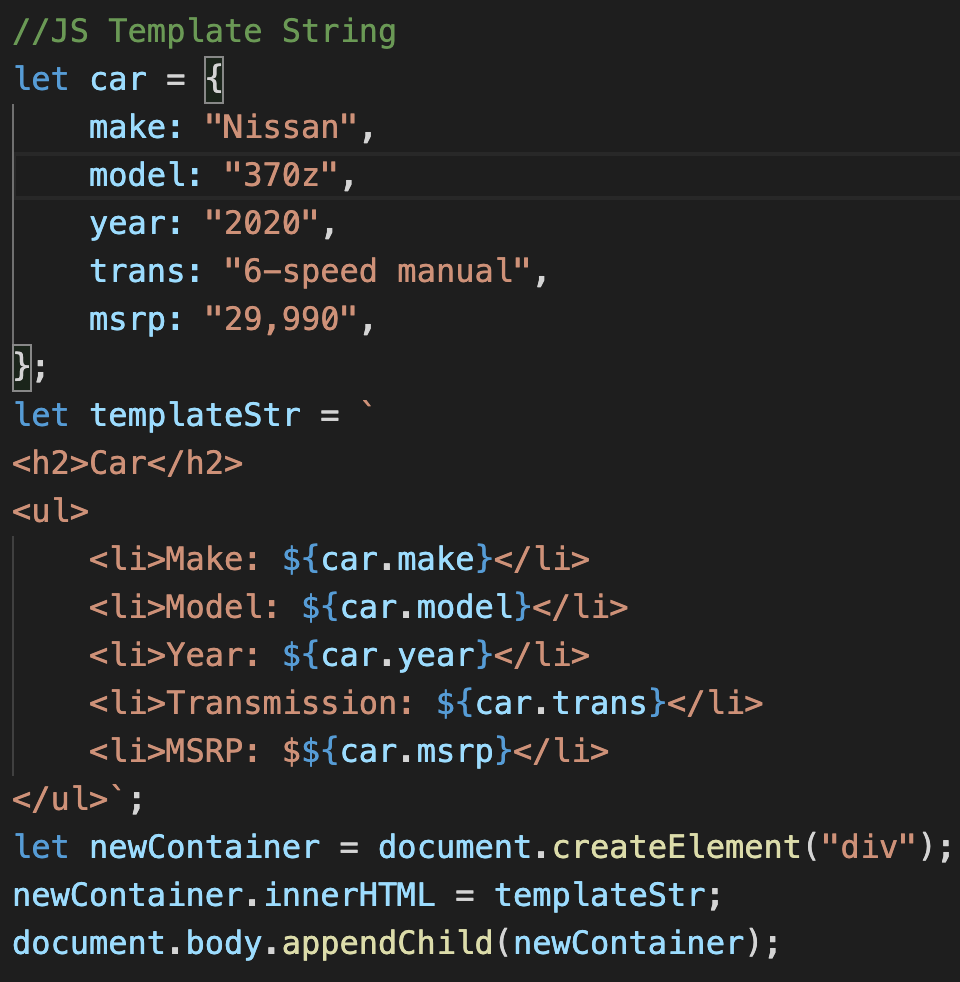 //JS Template String
let car = {
    make: "Nissan",
    model: "370z",
    year: "2020",
    trans: "6-speed manual",
    msrp: "29,990",
};
let templateStr = `
<h2>Car</h2>
<ul>
    <li>Make: ${car.make}</li>
    <li>Model: ${car.model}</li>
    <li>Year: ${car.year}</li>
    <li>Transmission: ${car.trans}</li>
    <li>MSRP: $${car.msrp}</li>
</ul>`;
let newContainer = document.createElement("div");
newContainer.innerHTML = templateStr;
document.body.appendChild(newContainer);